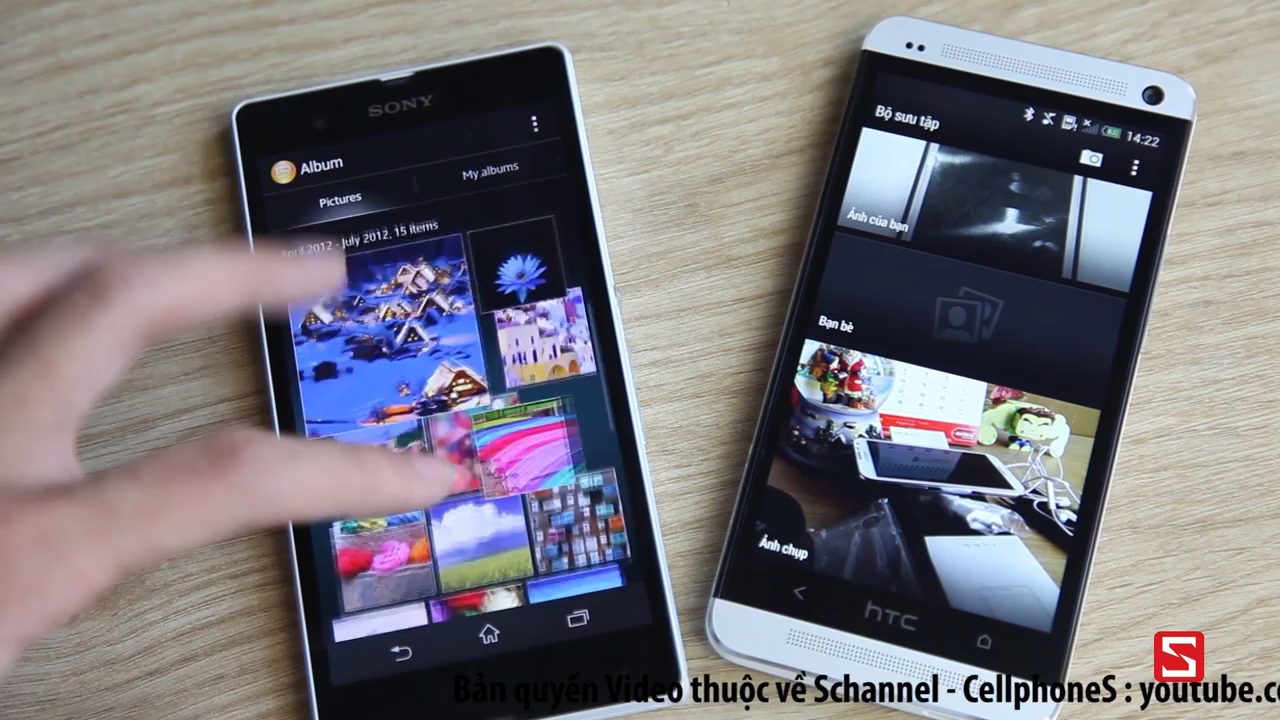 SONY
Album
Pictures
My albums
April 2012 - July 2012, 15 items
14:22
Bộ sưu tập
Ảnh của bạn
Bạn bè
Ảnh chụp
hTC
Bản quyền Video thuộc về Schannel - CellphoneS : youtube.co